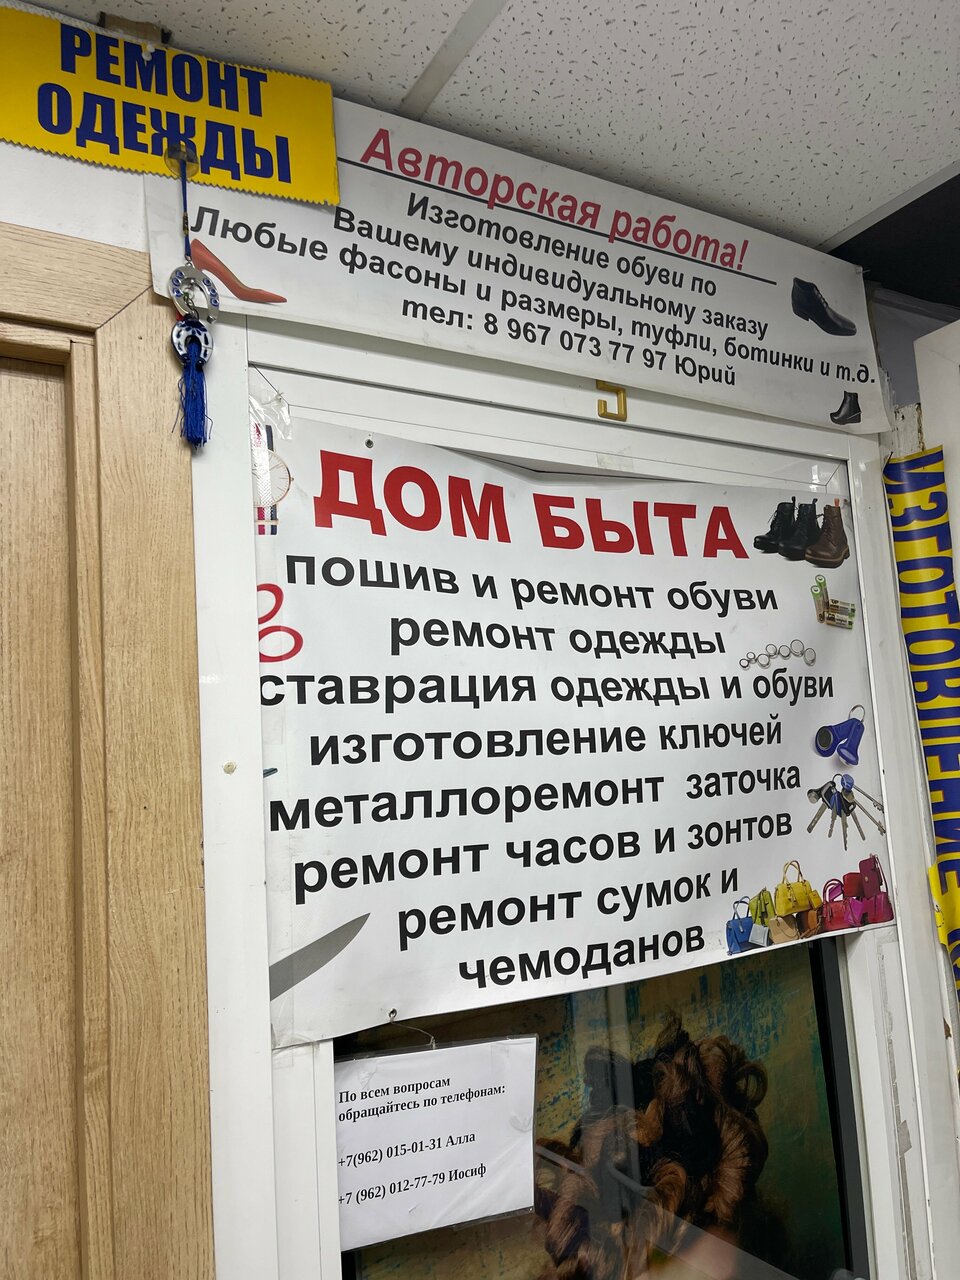 РЕМОНТ
ОДЕЖДЫ
Авторская работа!
Изготовление обуви по
Вашему индивидуальному заказу
Любые фасоны и размеры, туфли, ботинки и т.д.
тел: 8 967 073 77 97 Юрий
ДОМ БЫТА
пошив и ремонт обуви
ремонт одежды
ставрация одежды и обуви
изготовление ключей
металлоремонт заточка
ремонт часов и зонтов
ремонт сумок и
чемоданов
ИЗГОТОВЛЕНИЕ
По всем вопросам
обращайтесь по телефонам:
+7(962) 015-01-31 Алла
+7 (962) 012-77-79 Иосиф